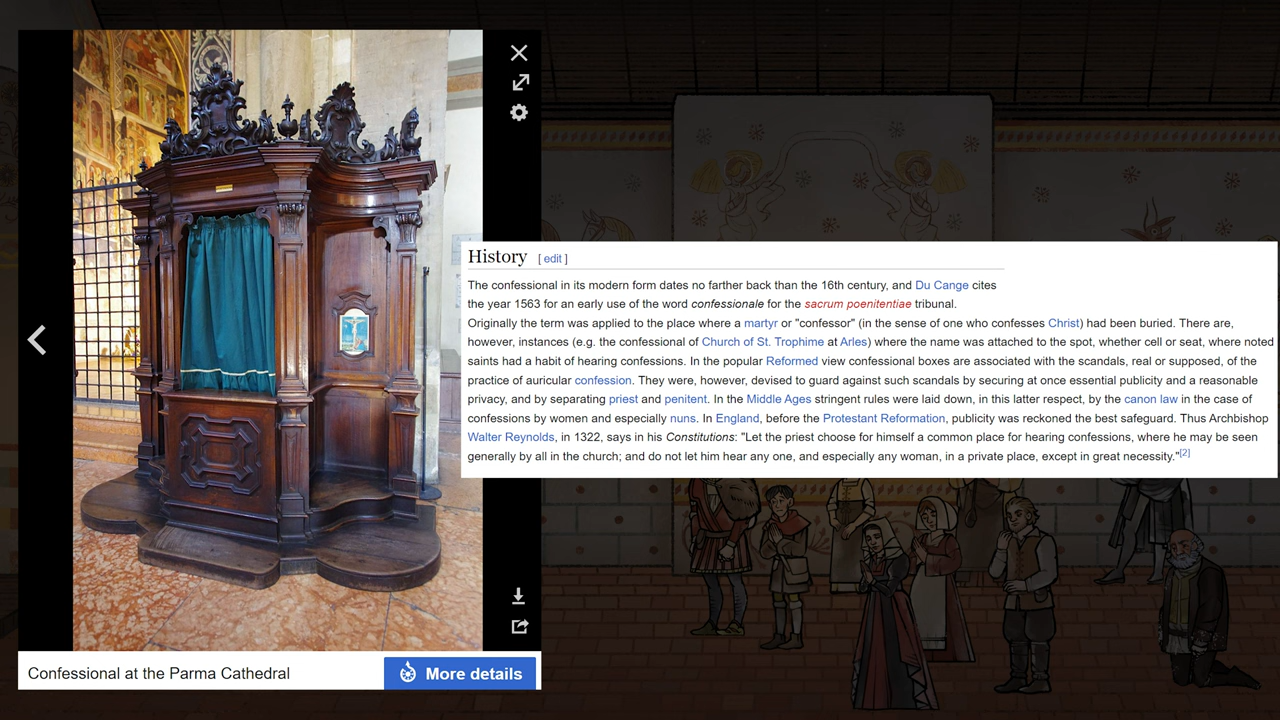 History [ edit ]
The confessional in its modern form dates no farther back than the 16th century, and Du Cange cites
the year 1563 for an early use of the word confessionale for the sacrum poenitentiae tribunal.
Originally the term was applied to the place where a martyr or "confessor" (in the sense of one who confesses Christ) had been buried. There are,
however, instances (e.g. the confessional of Church of St. Trophime at Arles) where the name was attached to the spot, whether cell or seat, where noted
saints had a habit of hearing confessions. In the popular Reformed view confessional boxes are associated with the scandals, real or supposed, of the
practice of auricular confession. They were, however, devised to guard against such scandals by securing at once essential publicity and a reasonable
privacy, and by separating priest and penitent. In the Middle Ages stringent rules were laid down, in this latter respect, by the canon law in the case of
confessions by women and especially nuns. In England, before the Protestant Reformation, publicity was reckoned the best safeguard. Thus Archbishop
Walter Reynolds, in 1322, says in his Constitutions: "Let the priest choose for himself a common place for hearing confessions, where he may be seen
generally by all in the church; and do not let him hear any one, and especially any woman, in a private place, except in great necessity."[2]
Confessional at the Parma Cathedral
More details